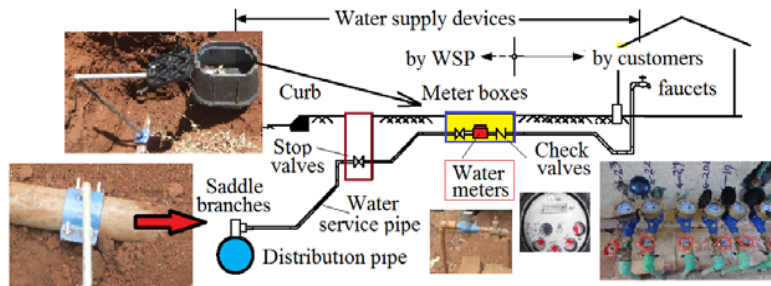 Water supply devices
by WSP
by customers
faucets
Curb
Meter boxes
Stop
valves
Water
meters
Check
valves
Saddle
branches
Water
service pipe
Distribution pipe